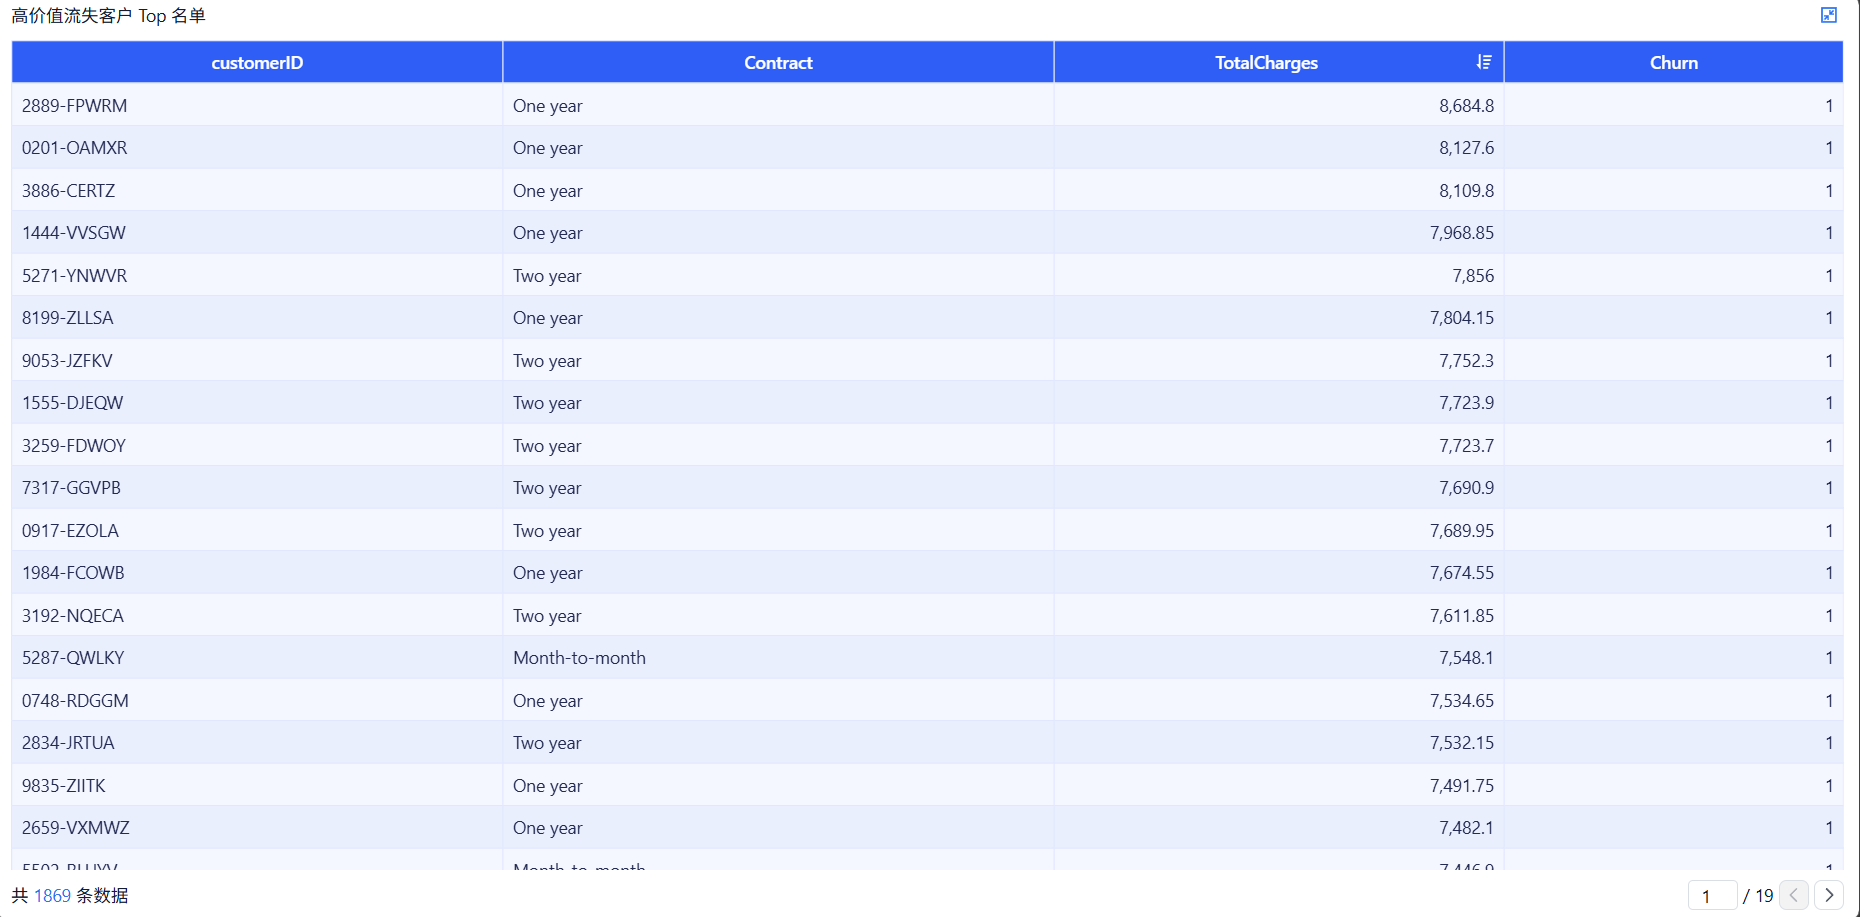 高价值流失客户 Top 名单
customerID Contract TotalCharges Churn
2889-FPWRM One year 8,684.8 1
0201-OAMXR One year 8,127.6 1
3886-CERTZ One year 8,109.8 1
1444-VVSGW One year 7,968.85 1
5271-YNWVR Two year 7,856 1
8199-ZLLSA One year 7,804.15 1
9053-JZFKV Two year 7,752.3 1
1555-DJEQW Two year 7,723.9 1
3259-FDWOY Two year 7,723.7 1
7317-GGVPB Two year 7,690.9 1
0917-EZOLA Two year 7,689.95 1
1984-FCOWB One year 7,674.55 1
3192-NQECA Two year 7,611.85 1
5287-QWLKY Month-to-month 7,548.1 1
0748-RDGGM One year 7,534.65 1
2834-JRTUA Two year 7,532.15 1
9835-ZIITK One year 7,491.75 1
2659-VXMWZ One year 7,482.1 1
Month-to-month 7,446.9 1
共 1869 条数据 1 / 19